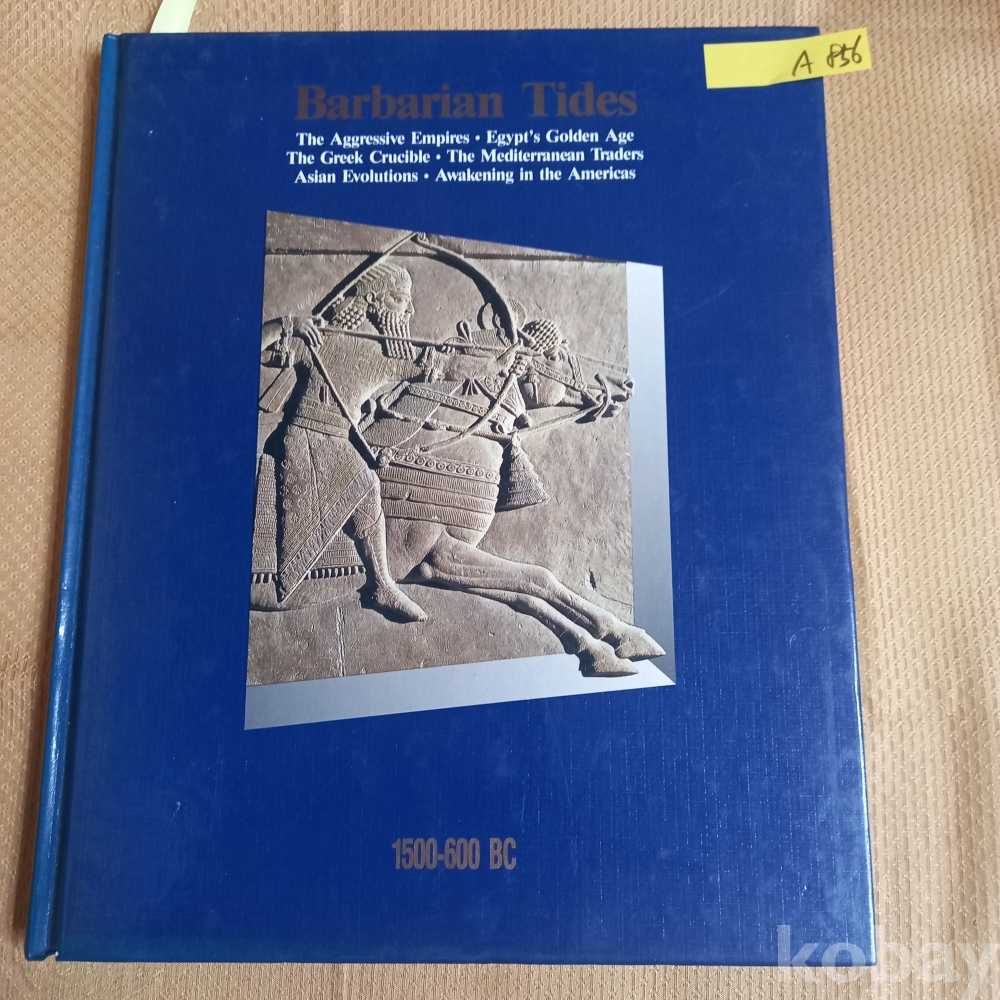 A 856
Barbarian Tides
The Aggressive Empires • Egypt's Golden Age
The Greek Crucible • The Mediterranean Traders
Asian Evolutions • Awakening in the Americas
1500-600 BC
kobay